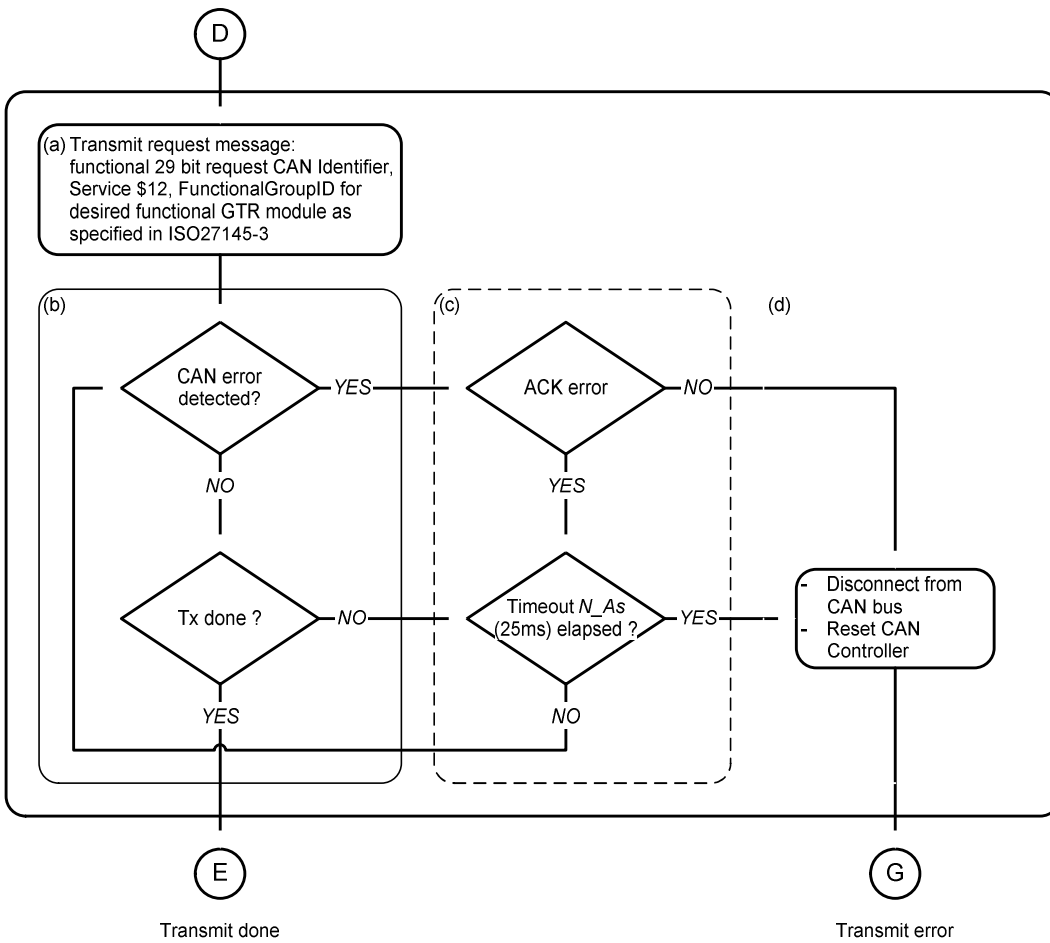 D
(a) Transmit request message:
functional 29 bit request CAN Identifier,
Service $12, FunctionalGroupID for
desired functional GTR module as
specified in ISO27145-3
(b)
(c)
(d)
CAN error
detected?
YES
ACK error
NO
NO
YES
Tx done ?
NO
Timeout N_As
(25ms) elapsed ?
YES
- Disconnect from
CAN bus
- Reset CAN
Controller
YES
NO
E
G
Transmit done
Transmit error